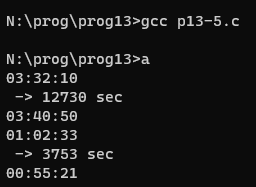 N:\prog\prog13>gcc p13-5.c
N:\prog\prog13>a
03:32:10
-> 12730 sec
03:40:50
01:02:33
-> 3753 sec
00:55:21